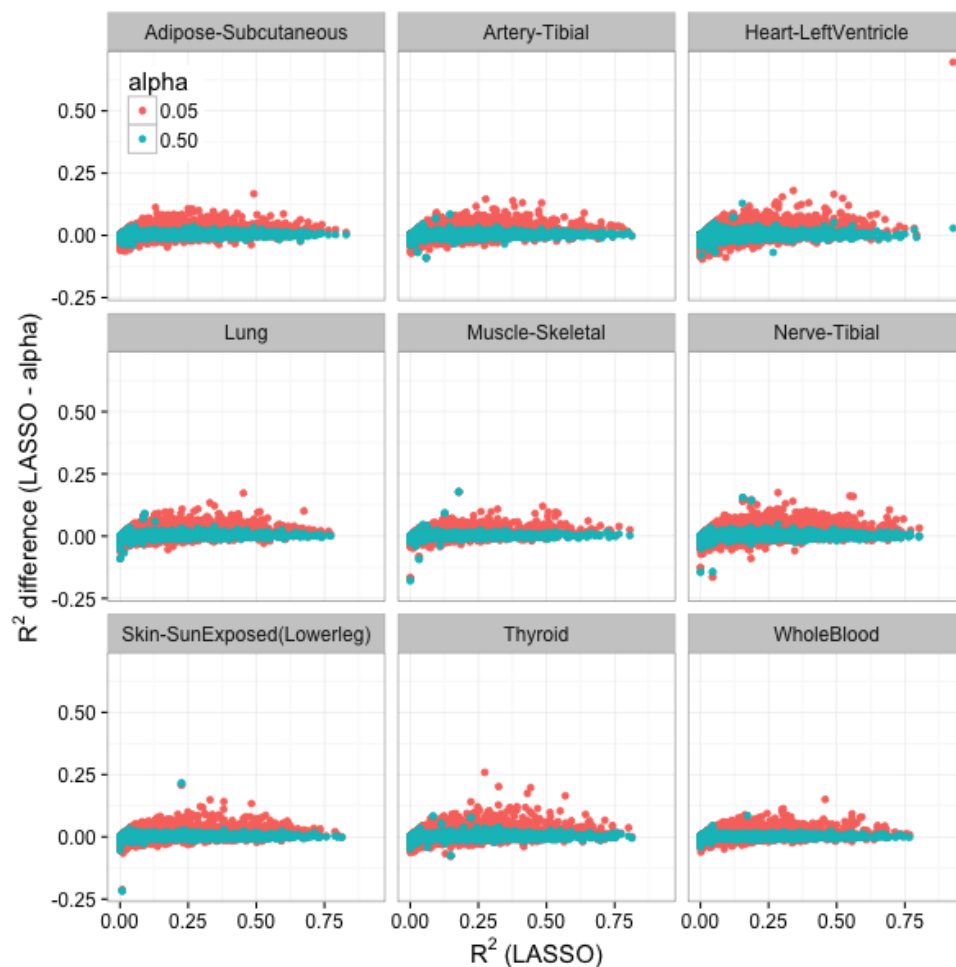 Adipose-Subcutaneous Artery-Tibial Heart-LeftVentricle
alpha
0.05
0.50
0.50
0.25
0.00
-0.25
Lung Muscle-Skeletal Nerve-Tibial
0.50
0.25
0.00
-0.25
Skin-SunExposed(Lowerleg) Thyroid WholeBlood
0.50
0.25
0.00
-0.25
0.00 0.25 0.50 0.75 0.00 0.25 0.50 0.75 0.00 0.25 0.50 0.75
R² difference (LASSO - alpha)
R² (LASSO)